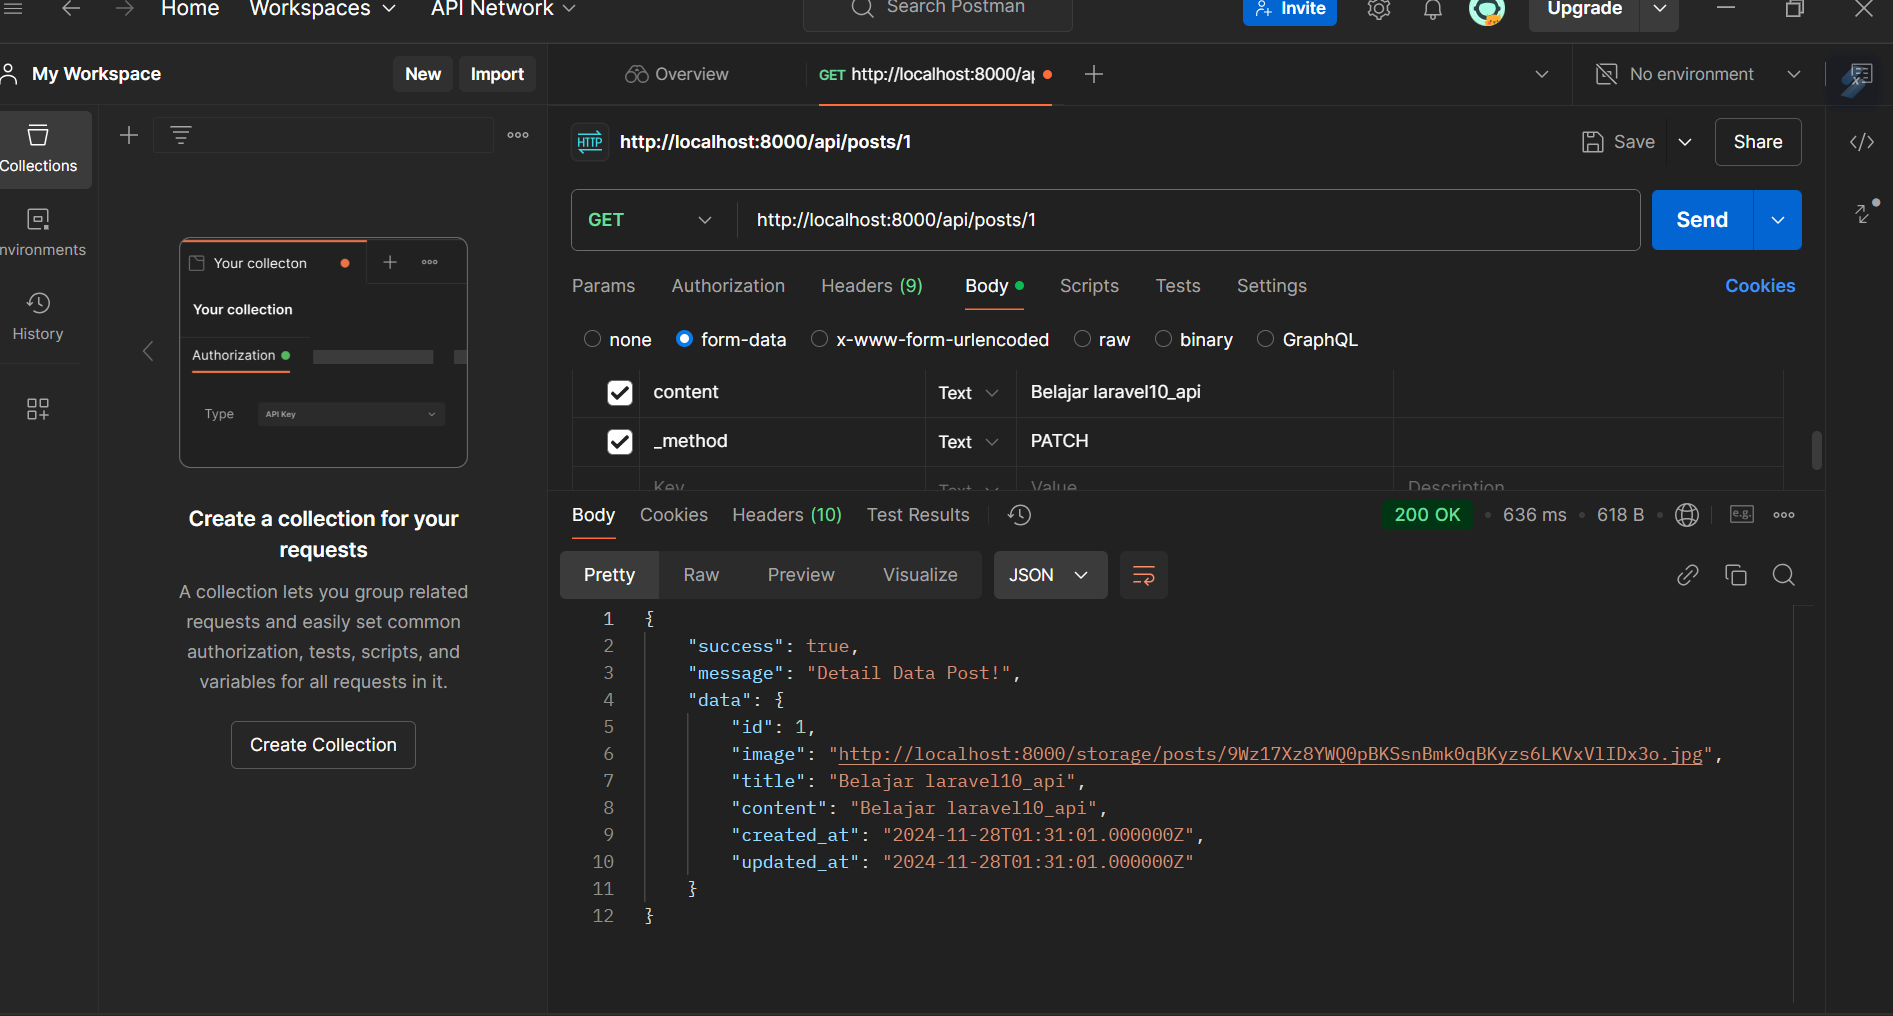 Home Workspaces API Network Search Postman Invite Upgrade
My Workspace New Import Overview GET http://localhost:8000/ap No environment
Collections
nvironments
History
Your collecton
Your collection
Authorization
Type API Key
Create a collection for your
requests
A collection lets you group related
requests and easily set common
authorization, tests, scripts, and
variables for all requests in it.
Create Collection
HTTP http://localhost:8000/api/posts/1 Save Share
GET http://localhost:8000/api/posts/1 Send
Params Authorization Headers (9) Body Scripts Tests Settings Cookies
none form-data x-www-form-urlencoded raw binary GraphQL
content Text Belajar laravel10_api
_method Text PATCH
Key Text Value Description
Body Cookies Headers (10) Test Results 200 OK 636 ms 618 B e.g.
Pretty Raw Preview Visualize JSON
1 {
2 "success": true,
3 "message": "Detail Data Post!",
4 "data": {
5 "id": 1,
6 "image": "http://localhost:8000/storage/posts/9Wz17Xz8YWQ0pBKSsnBmk0qBKyzs6LKVxVlIDx3o.jpg",
7 "title": "Belajar laravel10_api",
8 "content": "Belajar laravel10_api",
9 "created_at": "2024-11-28T01:31:01.000000Z",
10 "updated_at": "2024-11-28T01:31:01.000000Z"
11 }
12 }